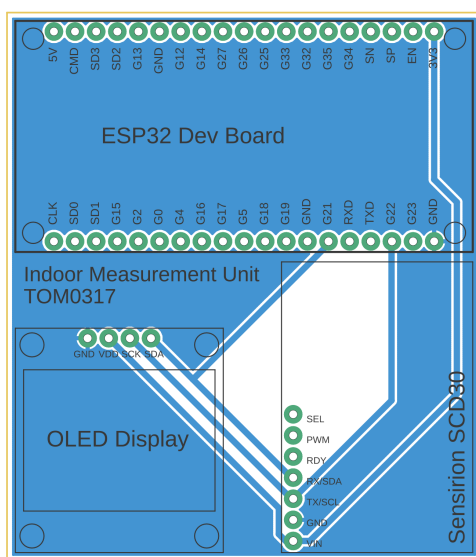 5V CMD SD3 SD2 G13 GND G12 G14 G27 G26 G25 G33 G32 G35 G34 SN SP EN 3V3
ESP32 Dev Board
CLK SD0 SD1 G15 G2 G0 G4 G16 G17 G5 G18 G19 GND G21 RXD TXD G22 G23 GND
Indoor Measurement Unit
TOM0317
GND VDD SCK SDA
OLED Display
SEL
PWM
RDY
RX/SDA
TX/SCL
GND
VIN
Sensirion SCD30